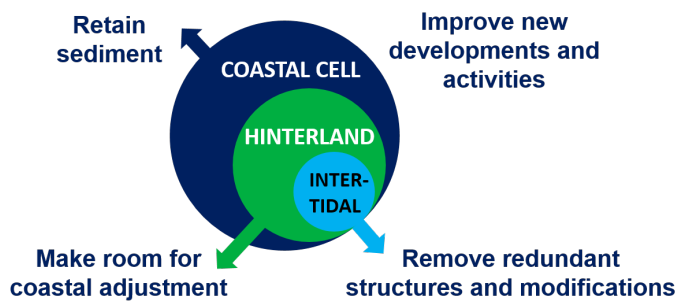 Retain
sediment
Improve new
developments and
activities
COASTAL CELL
HINTERLAND
INTER-
TIDAL
Make room for
coastal adjustment
Remove redundant
structures and modifications